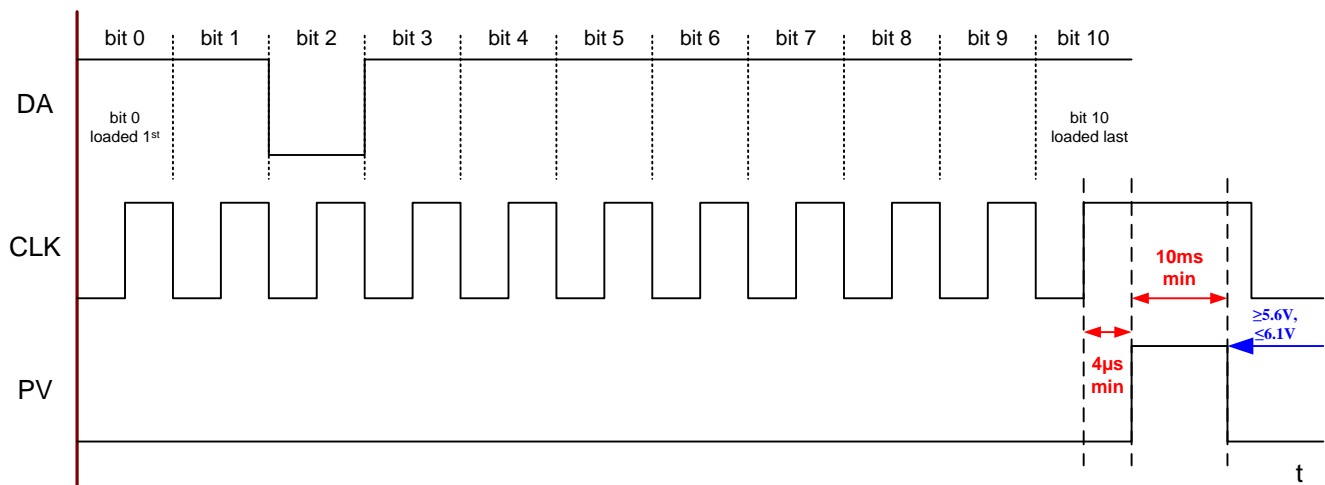 bit 0 bit 1 bit 2 bit 3 bit 4 bit 5 bit 6 bit 7 bit 8 bit 9 bit 10
DA
bit 0
loaded 1st
bit 10
loaded last
CLK
10ms
min
≥5.6V,
≤6.1V
4µs
min
PV
t